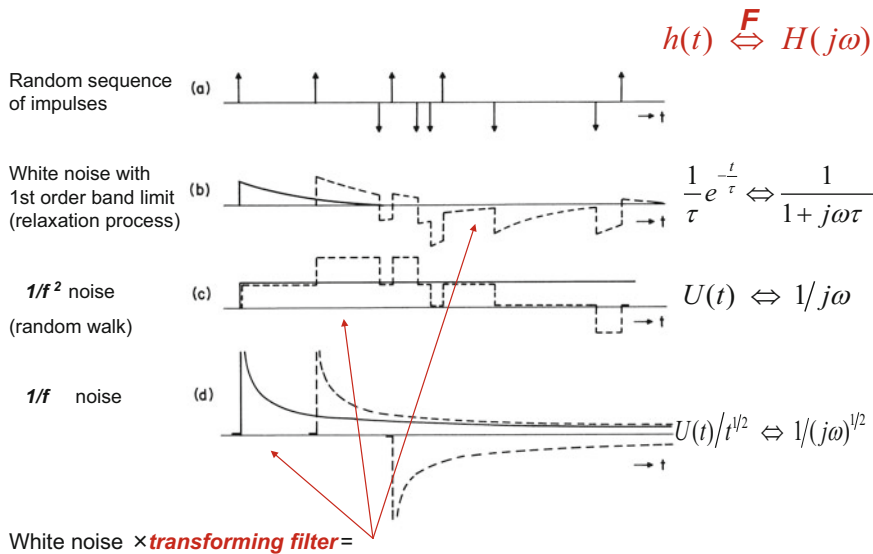 F
h(t) ⇔ H(jω)
Random sequence
of impulses
(a)
→ t
White noise with
1st order band limit
(relaxation process)
(b)
→ t
1/τ e^(-t/τ) ⇔ 1/(1 + jωτ)
1/f ² noise
(random walk)
(c)
→ t
U(t) ⇔ 1/jω
1/f noise
(d)
→ t
U(t)/t^1/2 ⇔ 1/(jω)^1/2
White noise ×transforming filter =